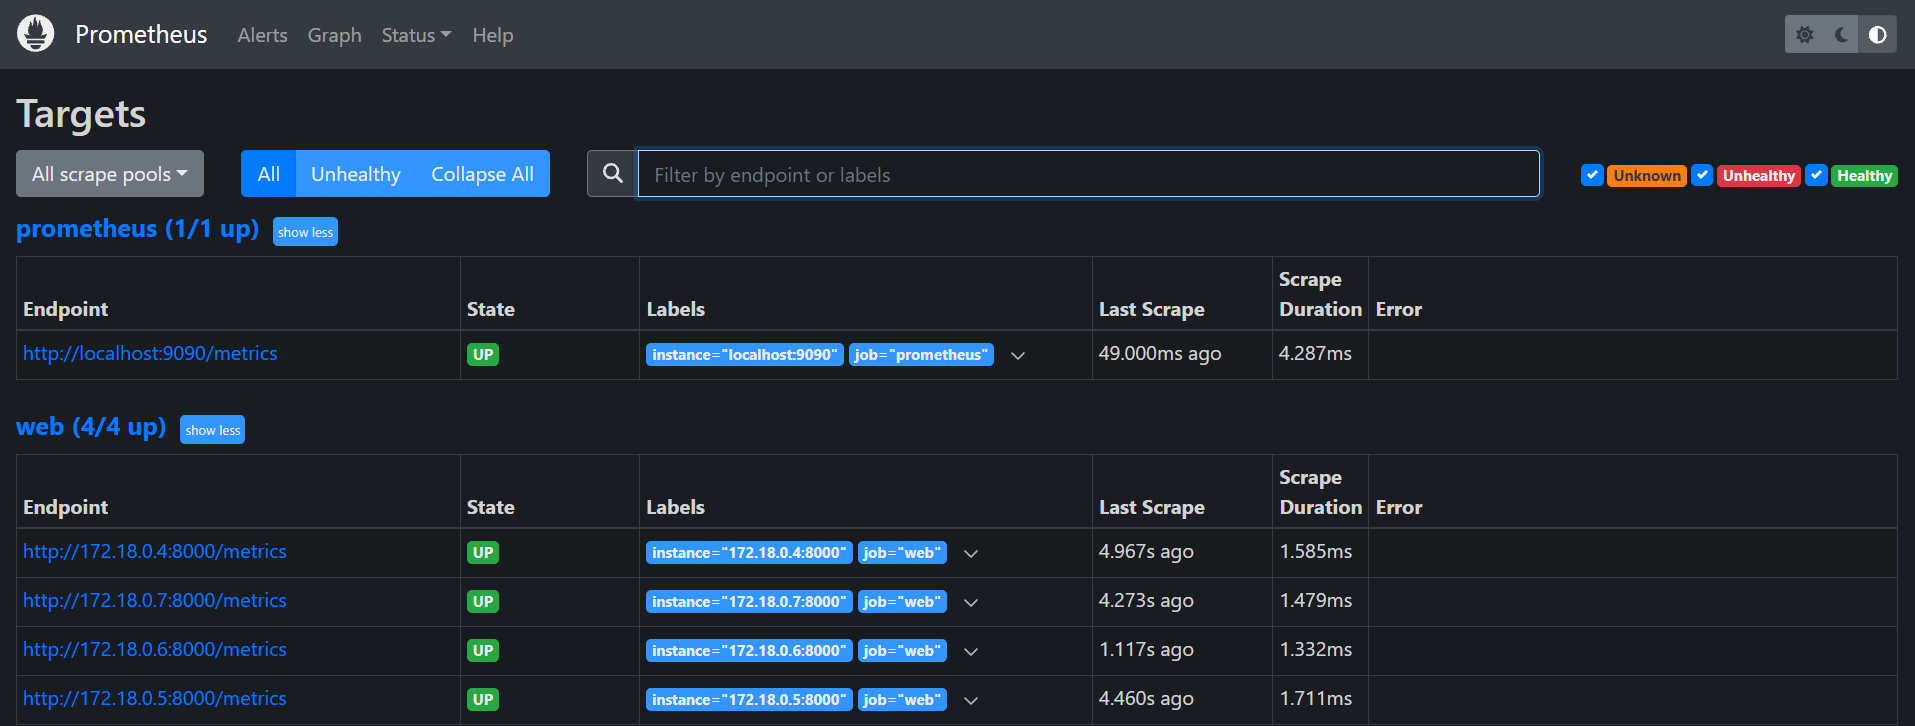 Prometheus Alerts Graph Status Help
Targets
All scrape pools All Unhealthy Collapse All Filter by endpoint or labels Unknown Unhealthy Healthy
prometheus (1/1 up) show less
Endpoint State Labels Last Scrape Scrape Duration Error
http://localhost:9090/metrics UP instance="localhost:9090" job="prometheus" 49.000ms ago 4.287ms
web (4/4 up) show less
Endpoint State Labels Last Scrape Scrape Duration Error
http://172.18.0.4:8000/metrics UP instance="172.18.0.4:8000" job="web" 4.967s ago 1.585ms
http://172.18.0.7:8000/metrics UP instance="172.18.0.7:8000" job="web" 4.273s ago 1.479ms
http://172.18.0.6:8000/metrics UP instance="172.18.0.6:8000" job="web" 1.117s ago 1.332ms
http://172.18.0.5:8000/metrics UP instance="172.18.0.5:8000" job="web" 4.460s ago 1.711ms